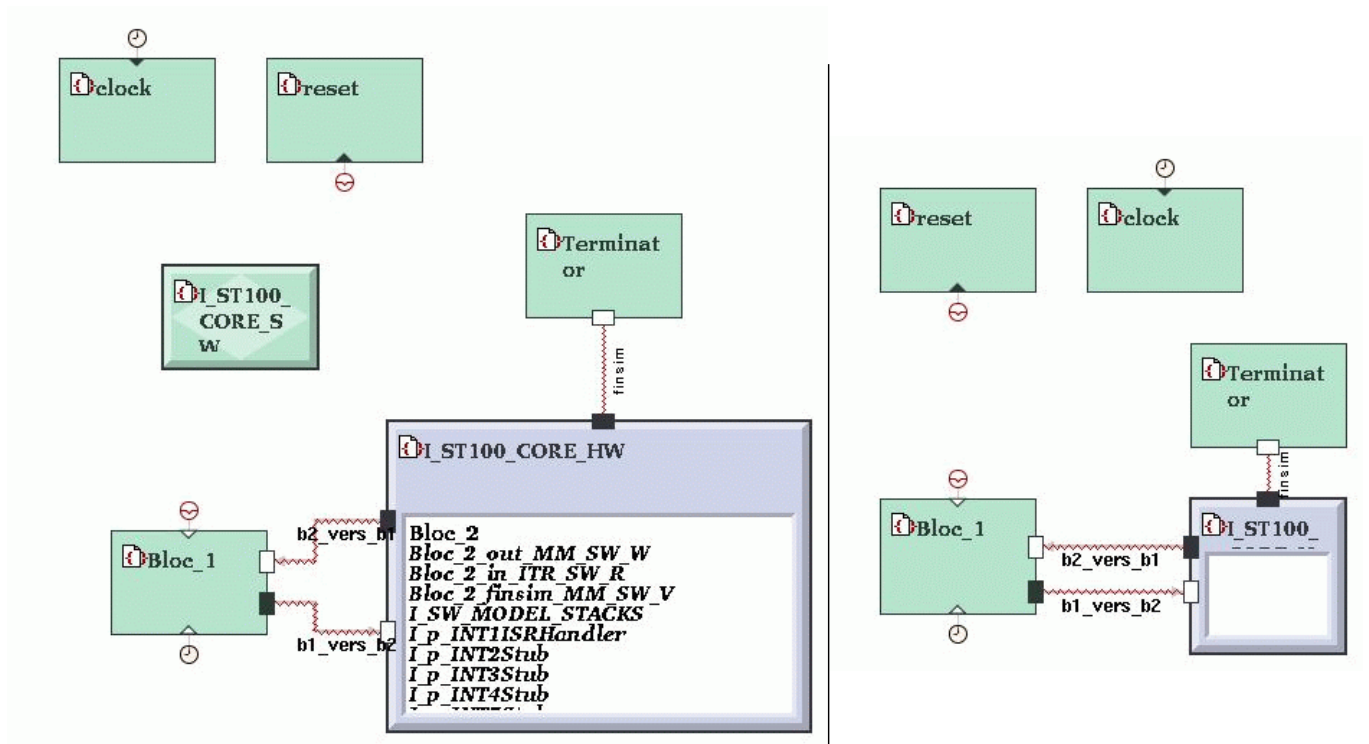 clock
reset
Terminat
or
I_ST100_
CORE_S
W
finsim
I_ST100_CORE_HW
b2_vers_b1
Bloc_1
b1_vers_b2
Bloc_2
Bloc_2_out_MM_SW_W
Bloc_2_in_ITR_SW_R
Bloc_2_finsim_MM_SW_V
I_SW_MODEL_STACKS
I_p_INT1ISRHandler
I_p_INT2Stub
I_p_INT3Stub
I_p_INT4Stub
reset
clock
Terminat
or
finsim
Bloc_1
I_ST100_
b2_vers_b1
b1_vers_b2